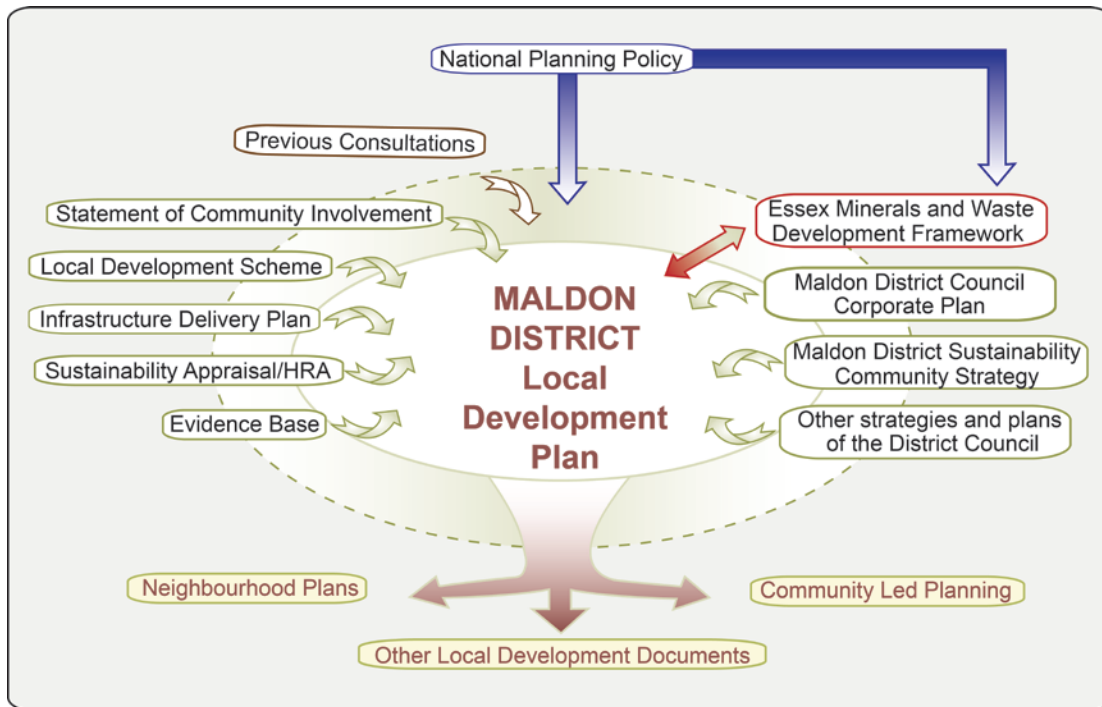 National Planning Policy
Previous Consultations
Statement of Community Involvement
Local Development Scheme
Infrastructure Delivery Plan
Sustainability Appraisal/HRA
Evidence Base
MALDON
DISTRICT
Local
Development
Plan
Essex Minerals and Waste
Development Framework
Maldon District Council
Corporate Plan
Maldon District Sustainability
Community Strategy
Other strategies and plans
of the District Council
Neighbourhood Plans
Community Led Planning
Other Local Development Documents